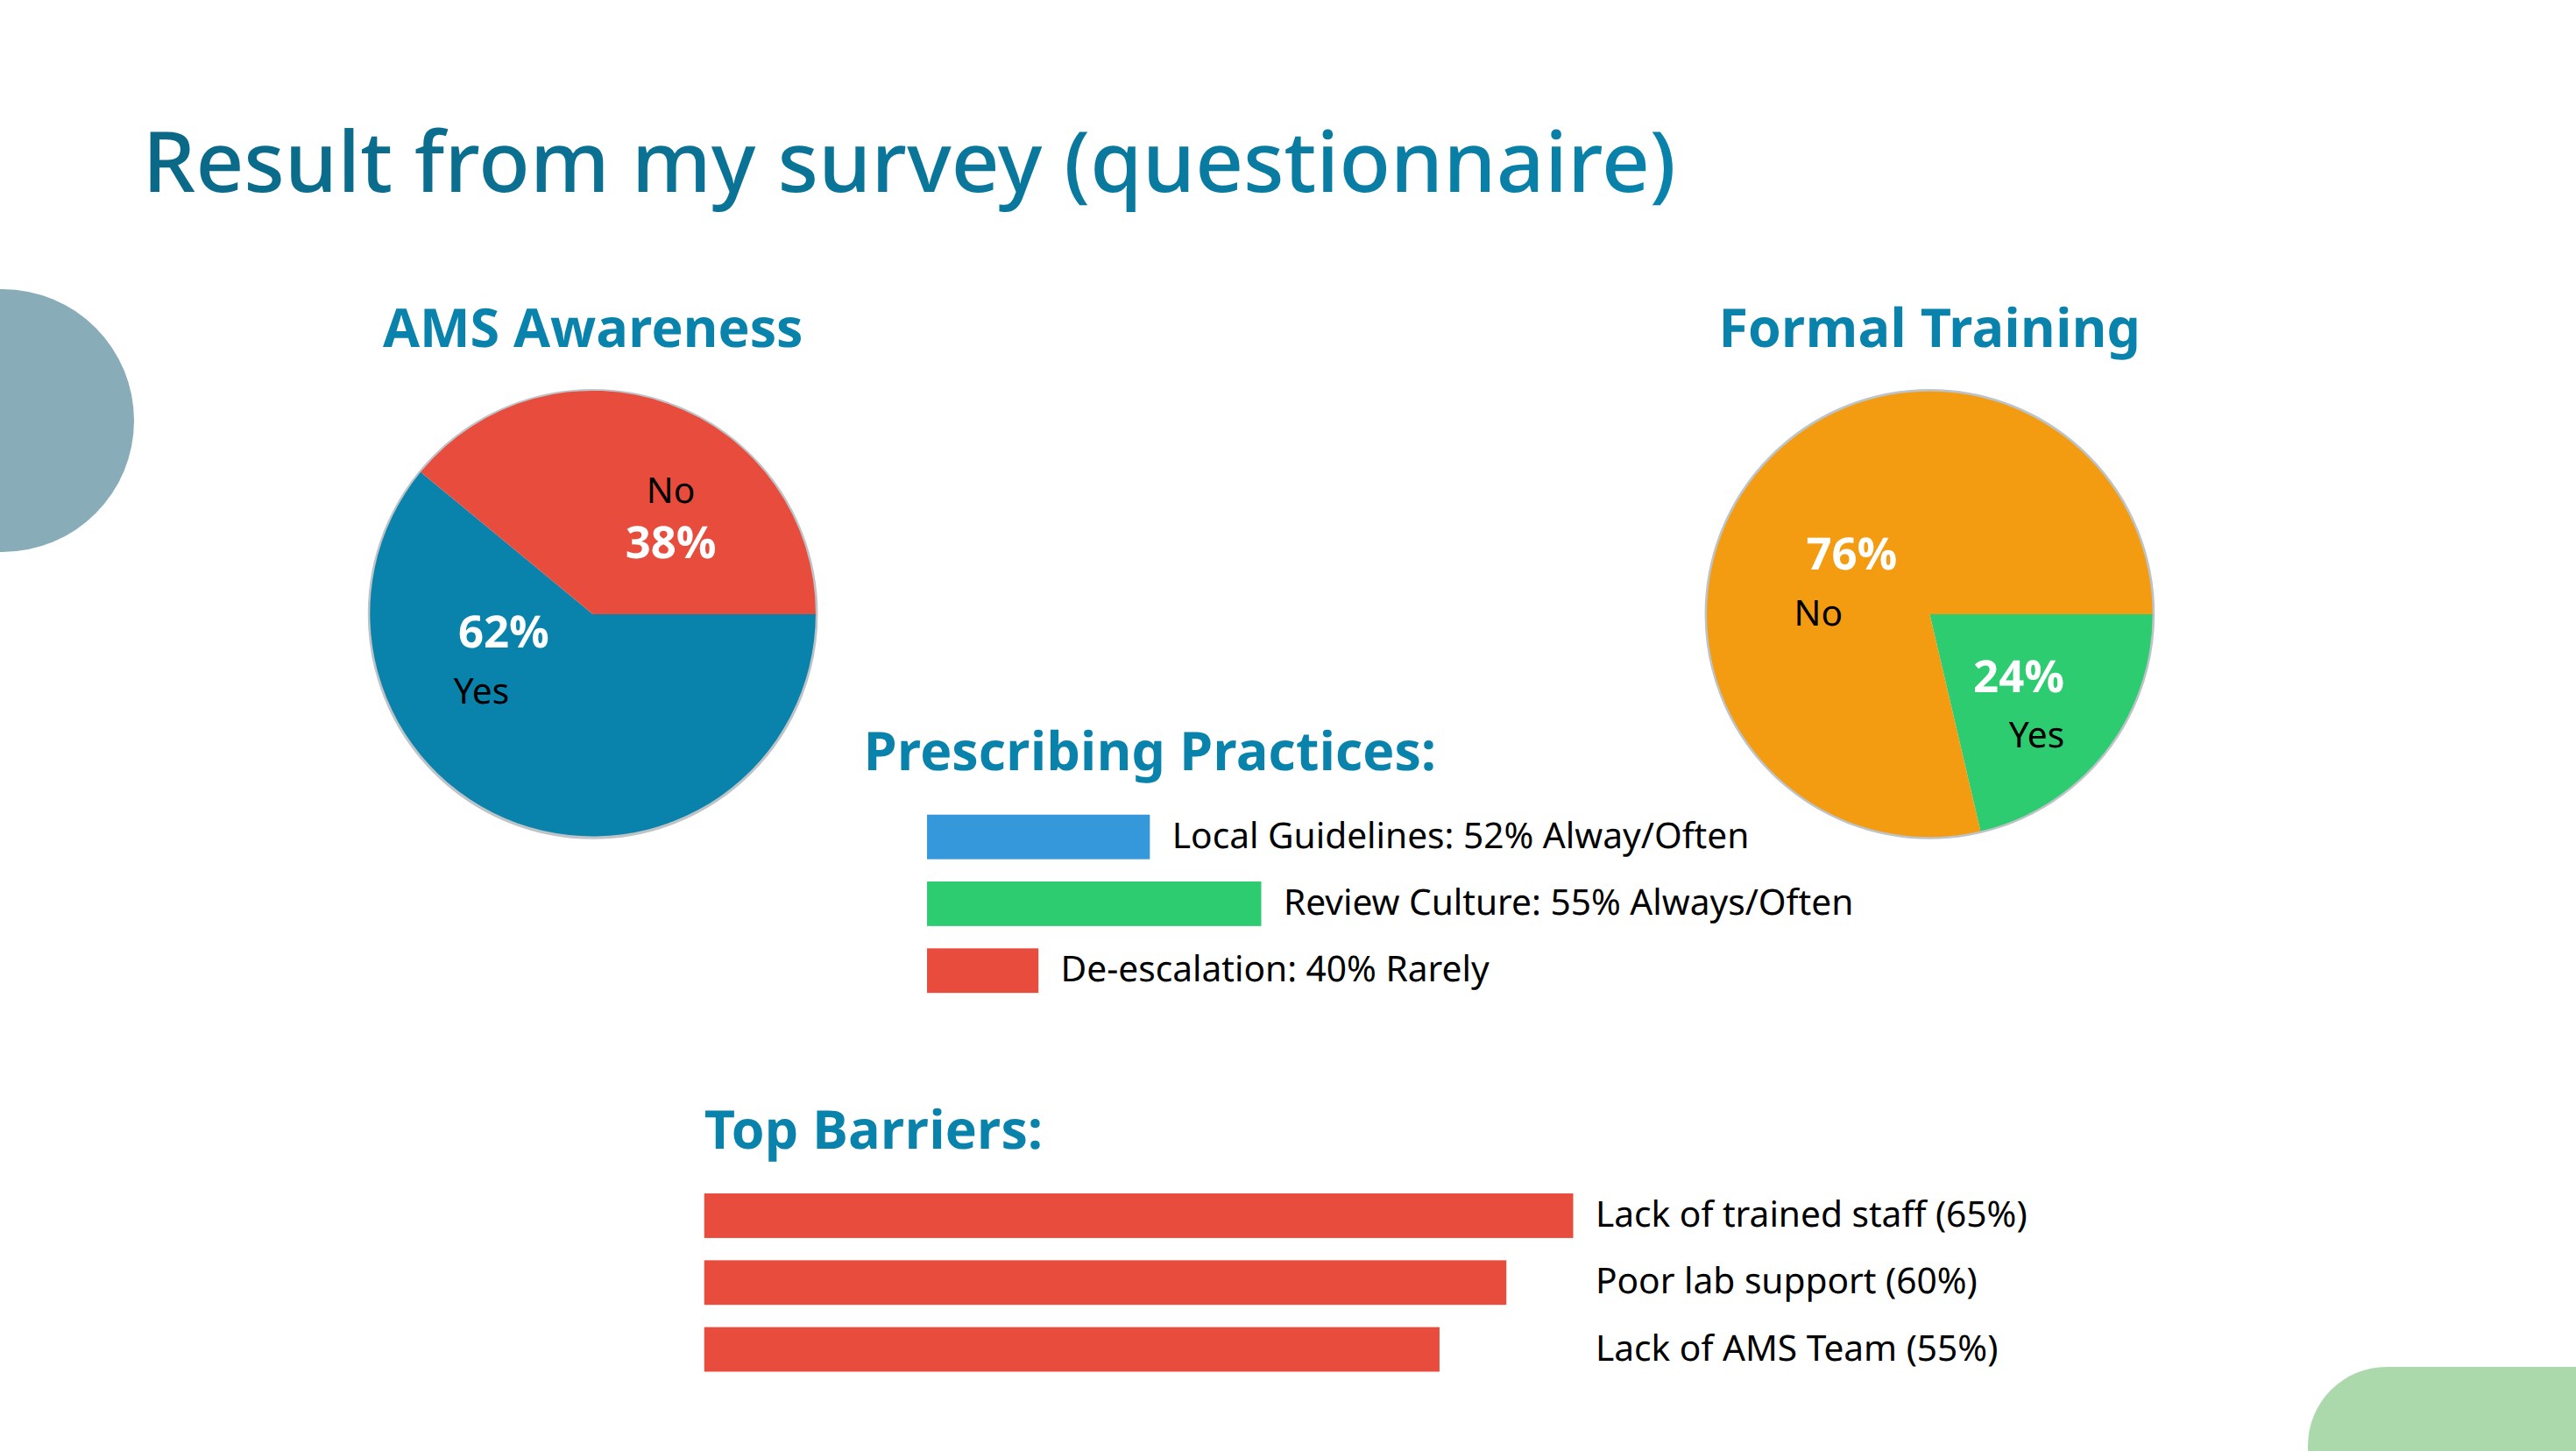 Result from my survey (questionnaire)
AMS Awareness
No
38%
62%
Yes
Formal Training
76%
No
24%
Yes
Prescribing Practices:
Local Guidelines: 52% Alway/Often
Review Culture: 55% Always/Often
De-escalation: 40% Rarely
Top Barriers:
Lack of trained staff (65%)
Poor lab support (60%)
Lack of AMS Team (55%)